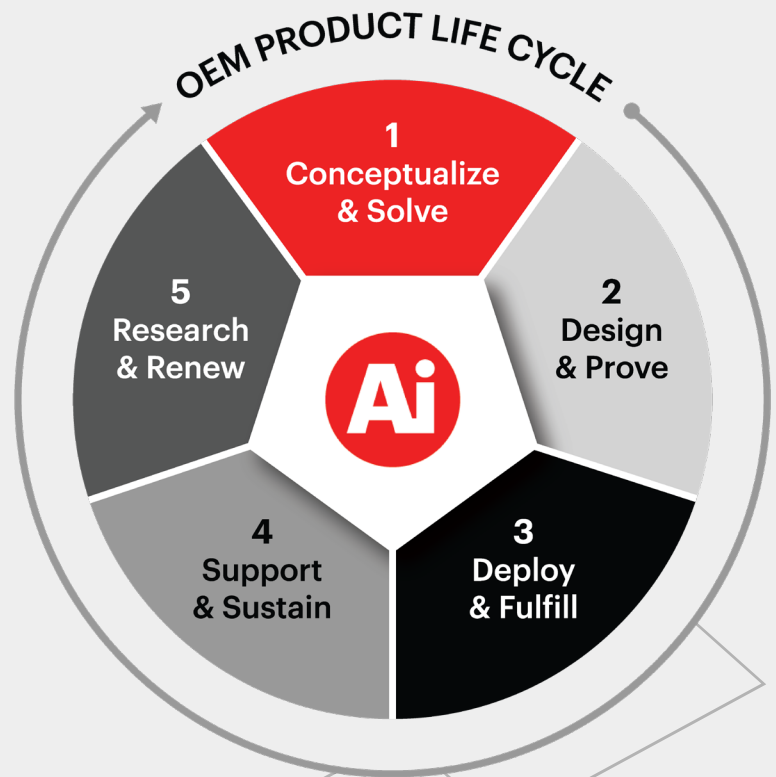 OEM PRODUCT LIFE CYCLE
1
Conceptualize
& Solve
2
Design
& Prove
3
Deploy
& Fulfill
4
Support
& Sustain
5
Research
& Renew
Ai